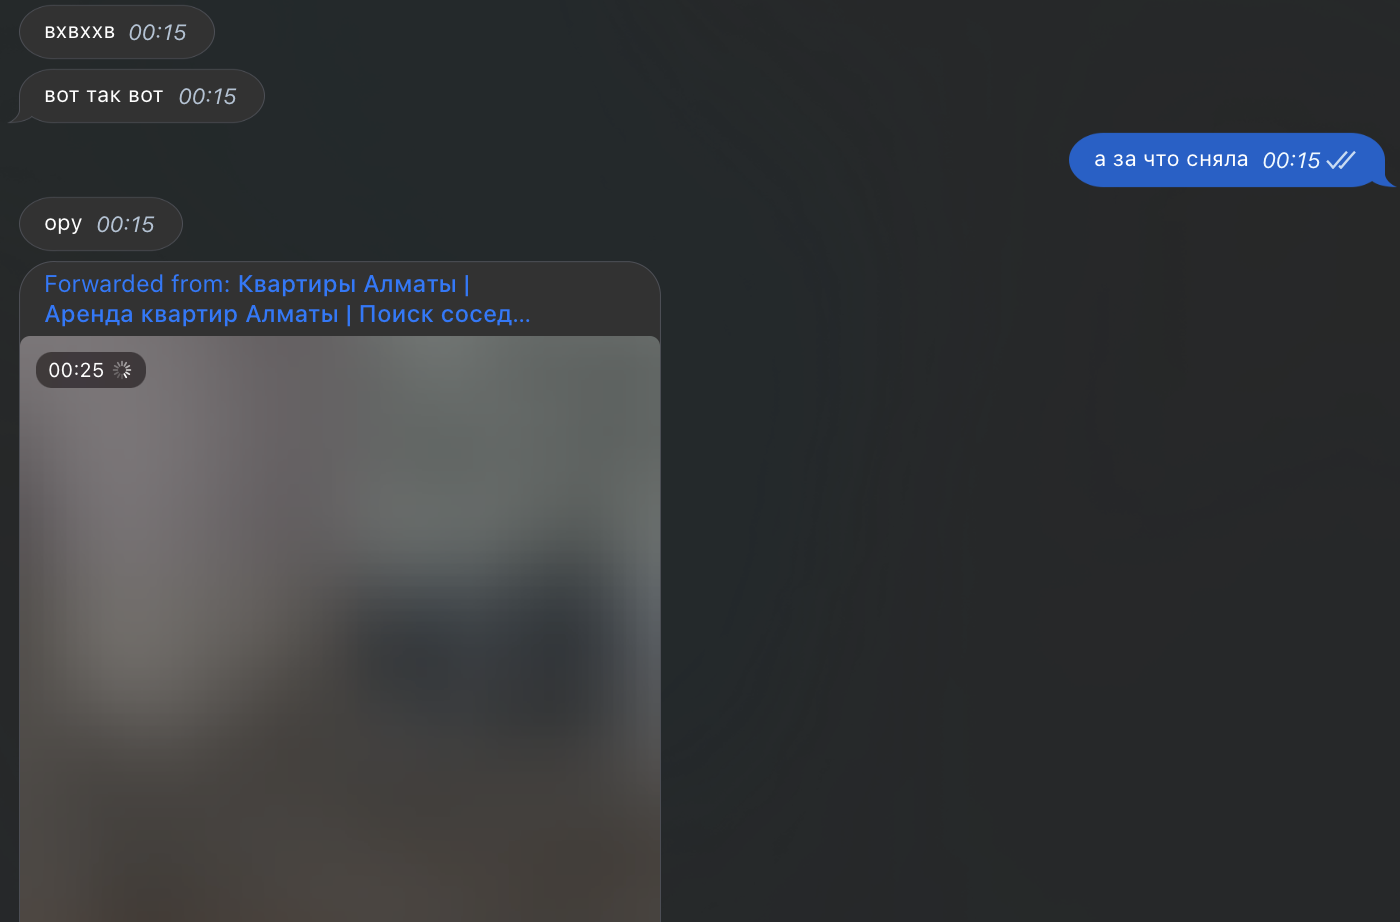 вхвххв 00:15
вот так вот 00:15
а за что сняла 00:15
ору 00:15
Forwarded from: Квартиры Алматы |
Аренда квартир Алматы | Поиск сосед...
00:25